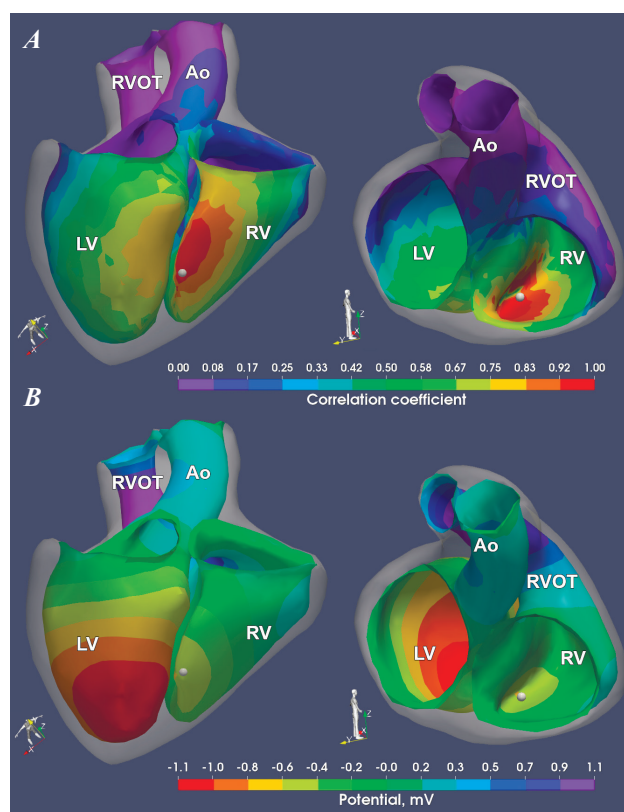 A
RVOT
Ao
LV
RV
Ao
RVOT
LV
RV
X
Z
X
Y
Z
0.00 0.08 0.17 0.25 0.33 0.42 0.50 0.58 0.67 0.75 0.83 0.92 1.00
Correlation coefficient
B
RVOT
Ao
LV
RV
Ao
RVOT
LV
RV
X
Z
X
Y
Z
-1.1 -1.0 -0.8 -0.6 -0.4 -0.2 -0.0 0.2 0.3 0.5 0.7 0.9 1.1
Potential, mV